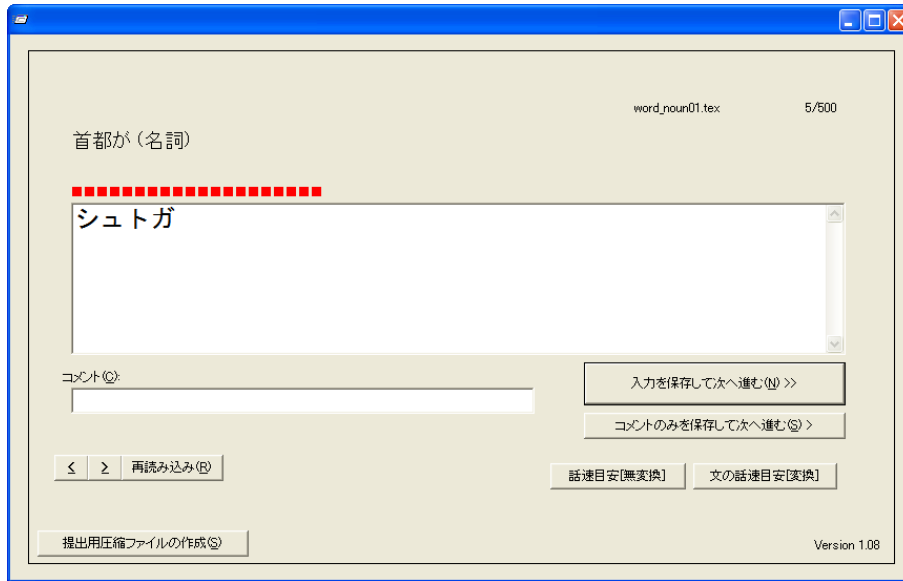 word_noun01.tex 5/500
首都が (名詞)
シュトガ
コメント(C):
入力を保存して次へ進む(N) >>
コメントのみを保存して次へ進む(S) >
< > 再読み込み(R)
話速目安[無変換] 文の話速目安[変換]
提出用圧縮ファイルの作成(S)
Version 1.08